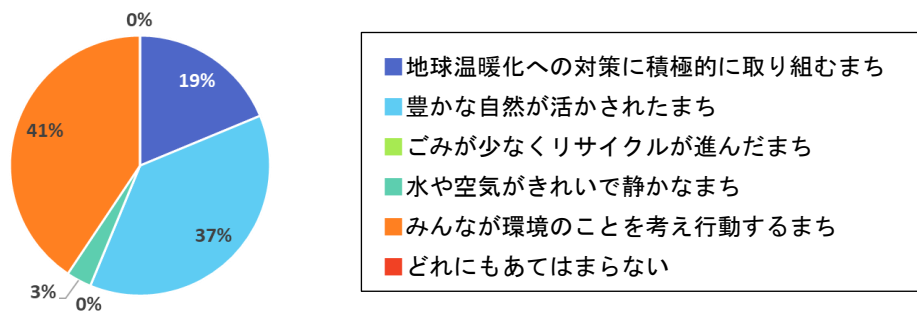 0%
19%
41%
37%
3%
0%
地球温暖化への対策に積極的に取り組むまち
豊かな自然が活かされたまち
ごみが少なくリサイクルが進んだまち
水や空気がきれいで静かなまち
みんなが環境のことを考え行動するまち
どれにもあてはまらない